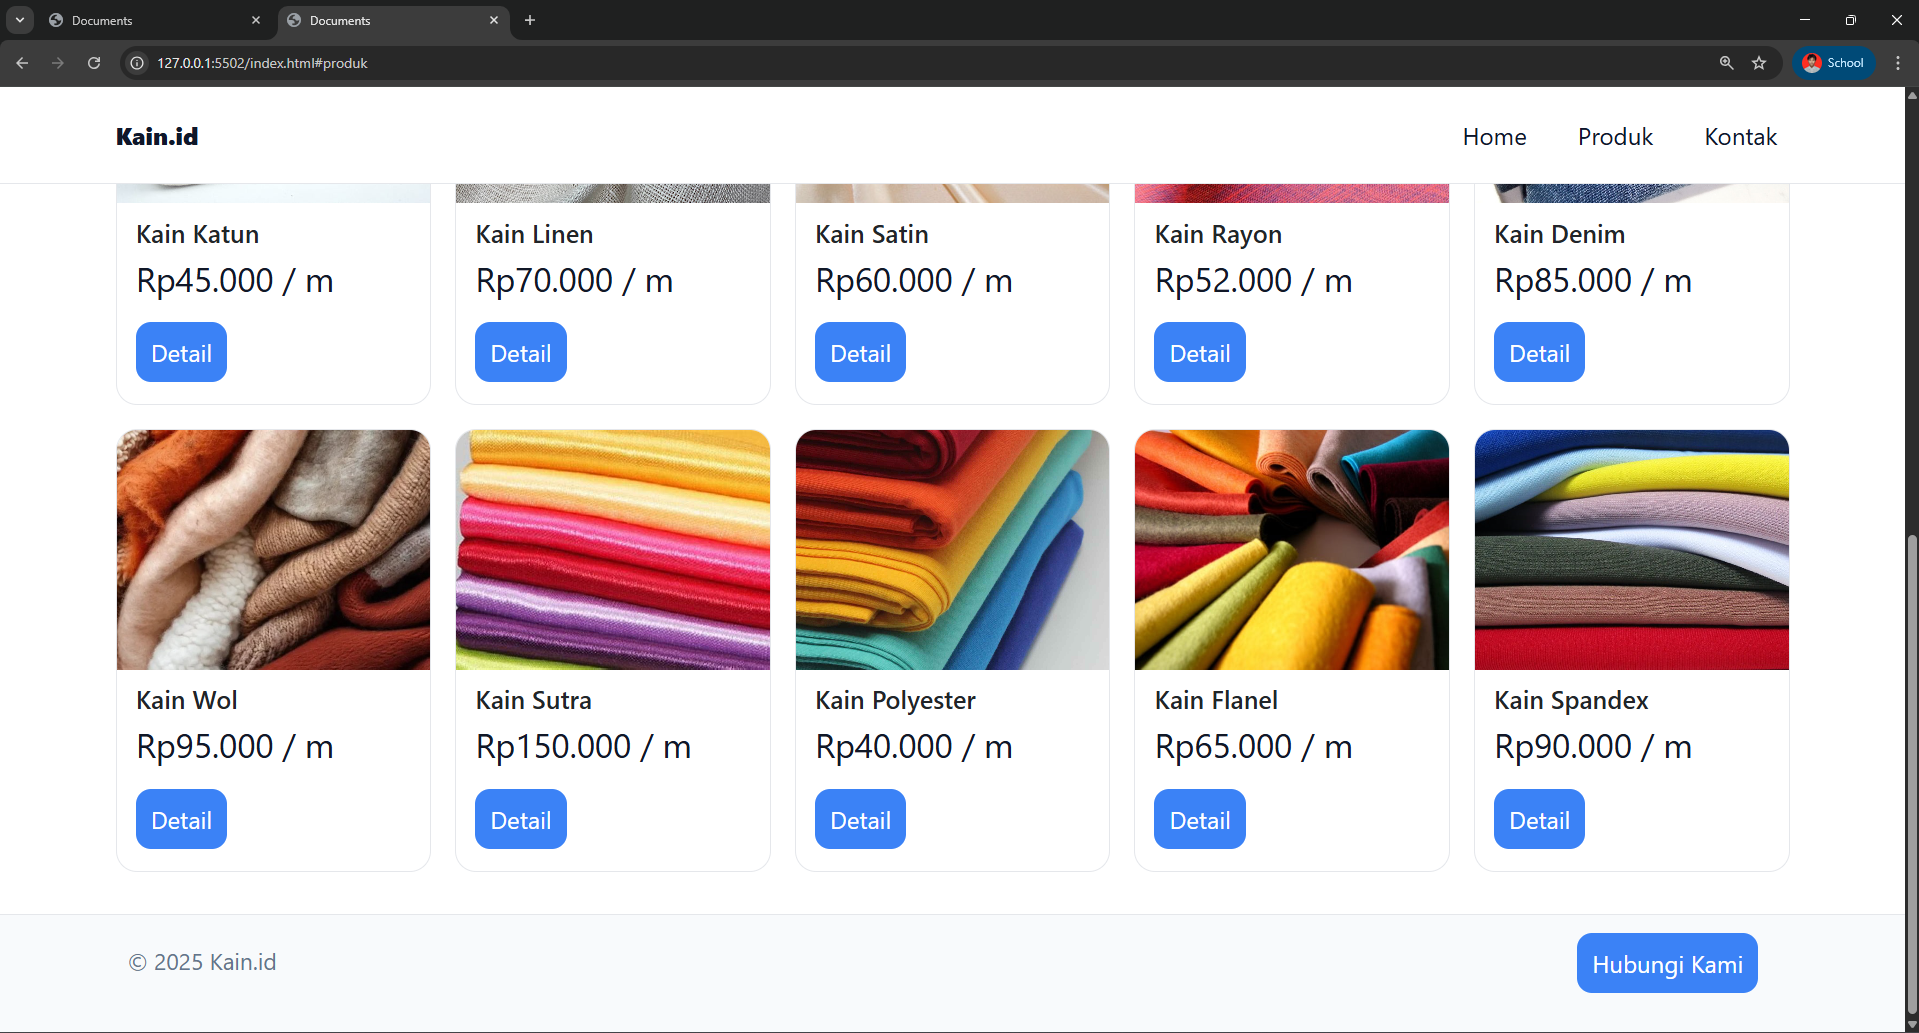 Documents
Documents
127.0.0.1:5502/index.html#produk
School
Kain.id
Home
Produk
Kontak
Kain Katun
Rp45.000 / m
Detail
Kain Linen
Rp70.000 / m
Detail
Kain Satin
Rp60.000 / m
Detail
Kain Rayon
Rp52.000 / m
Detail
Kain Denim
Rp85.000 / m
Detail
Kain Wol
Rp95.000 / m
Detail
Kain Sutra
Rp150.000 / m
Detail
Kain Polyester
Rp40.000 / m
Detail
Kain Flanel
Rp65.000 / m
Detail
Kain Spandex
Rp90.000 / m
Detail
© 2025 Kain.id
Hubungi Kami